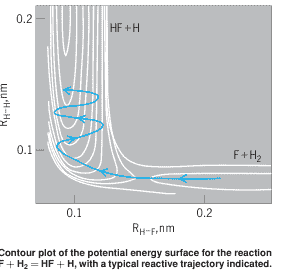 0.2
HF + H
R_H–H, nm
F + H₂
0.1
0.1
0.2
R_H–F, nm
Contour plot of the potential energy surface for the reaction
F + H₂ = HF + H, with a typical reactive trajectory indicated.